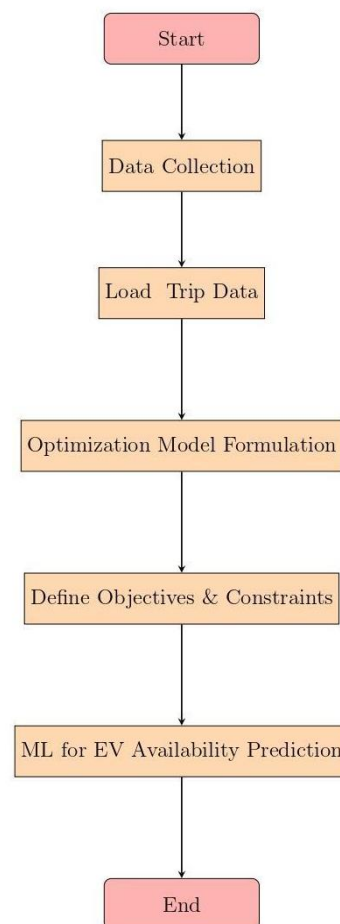 Start
Data Collection
Load Trip Data
Optimization Model Formulation
Define Objectives & Constraints
ML for EV Availability Prediction
End